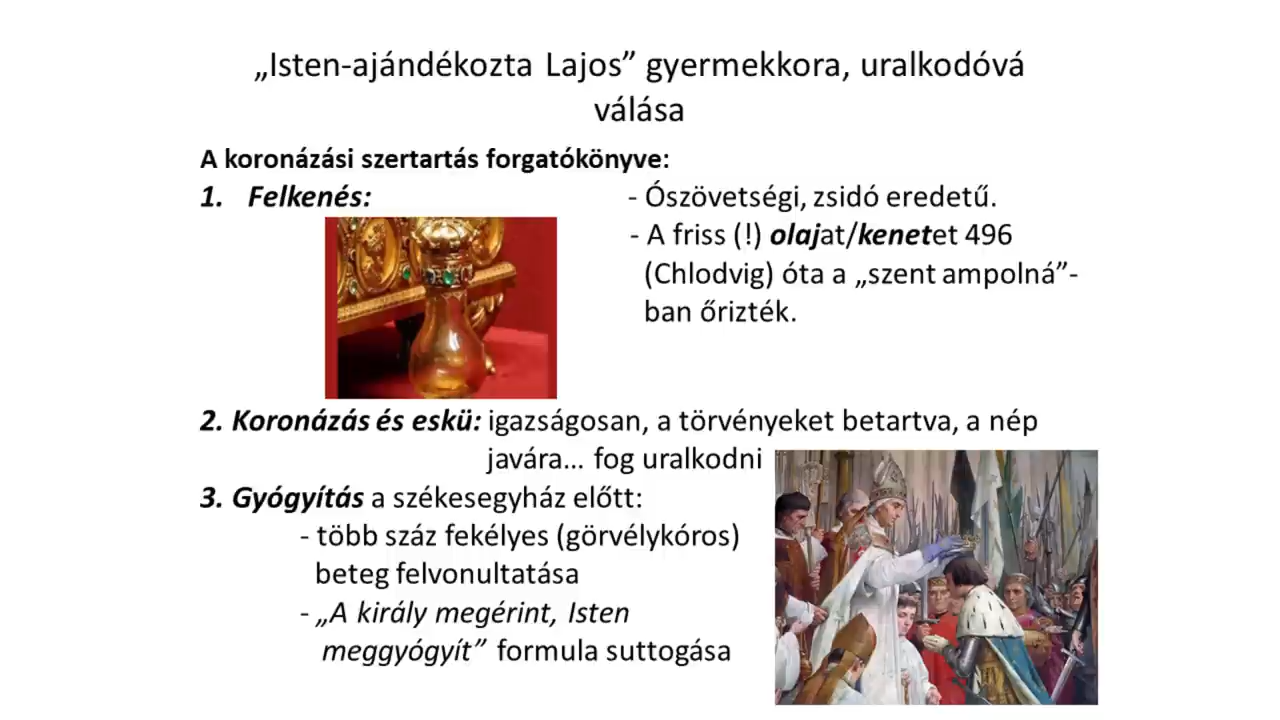 „Isten-ajándékozta Lajos” gyermekkora, uralkodóvá
válása
A koronázási szertartás forgatókönyve:
1. Felkenés:
- Ószövetségi, zsidó eredetű.
- A friss (!) olajat/kenetet 496
(Chlodvig) óta a „szent ampolná”-
ban őrizték.
2. Koronázás és eskü: igazságosan, a törvényeket betartva, a nép
javára… fog uralkodni
3. Gyógyítás a székesegyház előtt:
- több száz fekélyes (görvélykóros)
beteg felvonultatása
- „A király megérint, Isten
meggyógyít” formula suttogása